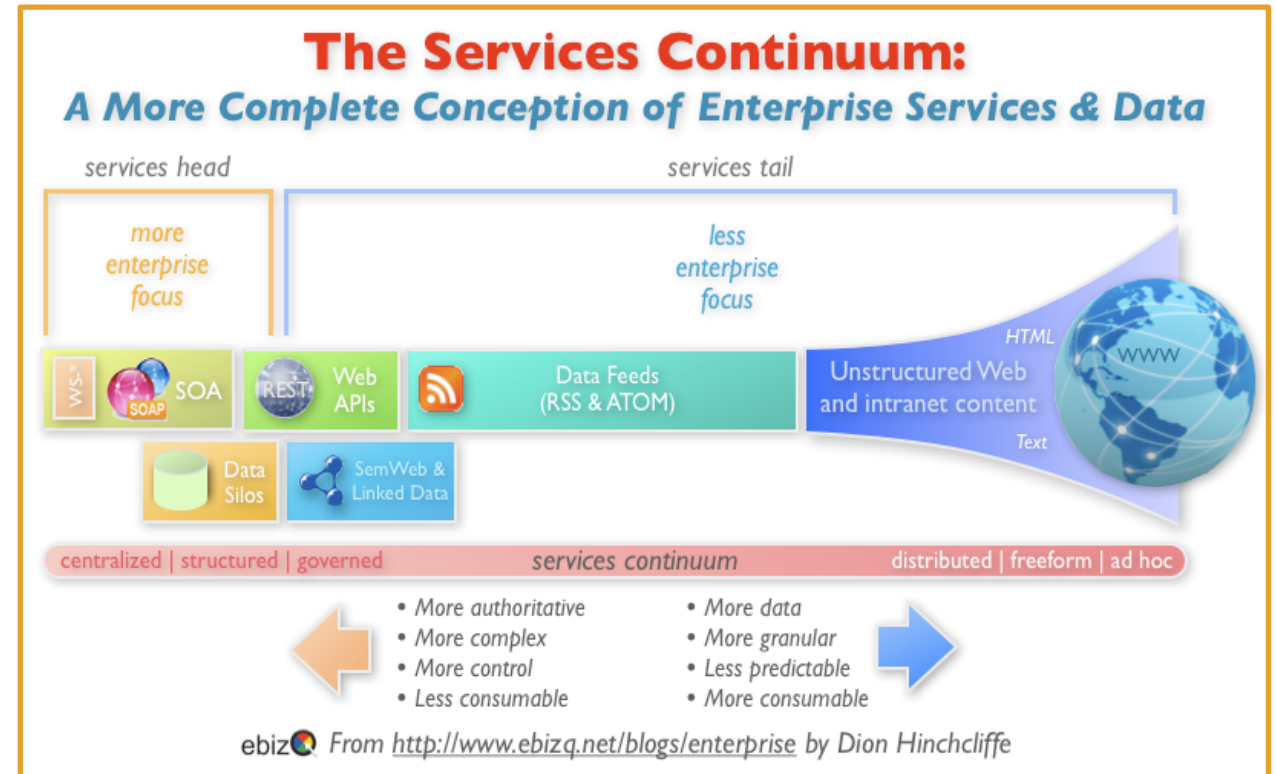 The Services Continuum:
A More Complete Conception of Enterprise Services & Data
services head
services tail
more
enterprise
focus
less
enterprise
focus
WS-*
SOAP
SOA
REST
Web
APIs
Data Feeds
(RSS & ATOM)
HTML
Unstructured Web
and intranet content
Text
WWW
Data
Silos
SemWeb &
Linked Data
centralized | structured | governed
services continuum
distributed | freeform | ad hoc
• More authoritative
• More complex
• More control
• Less consumable
• More data
• More granular
• Less predictable
• More consumable
ebizQ From http://www.ebizq.net/blogs/enterprise by Dion Hinchcliffe